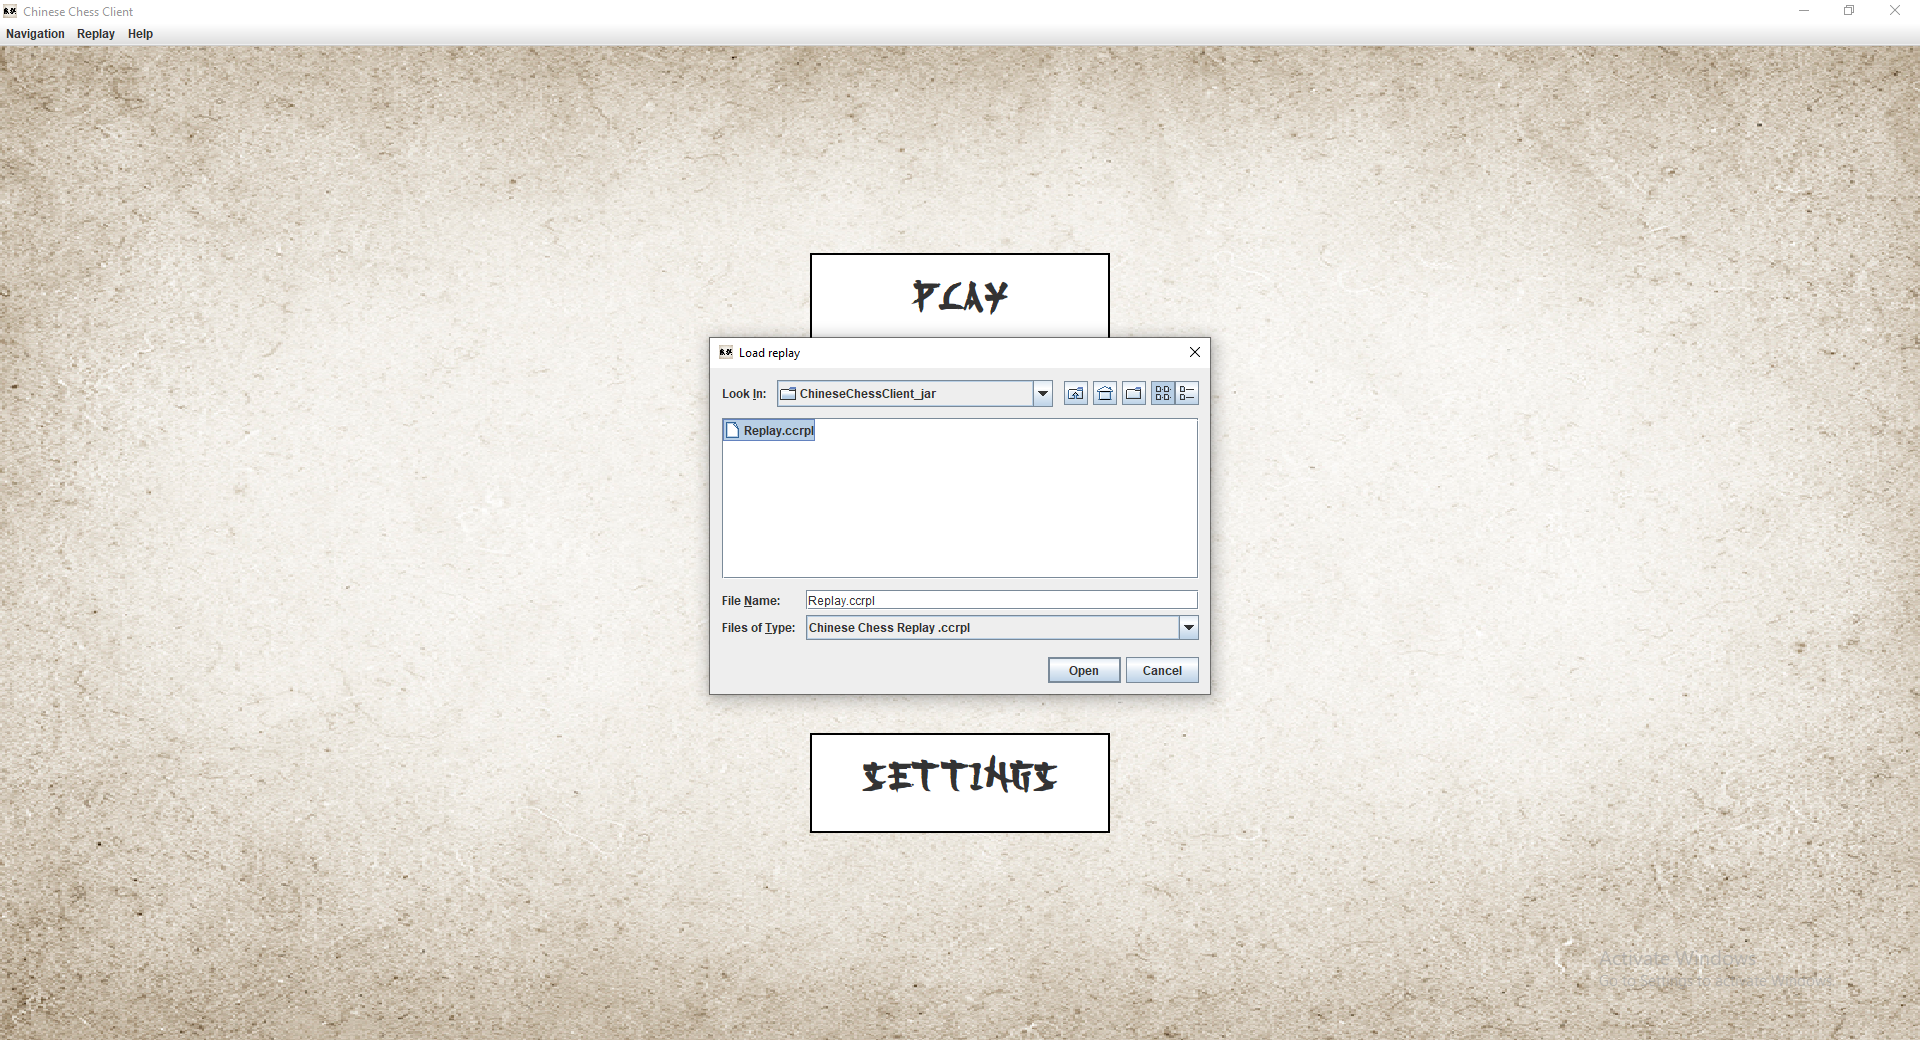 Chinese Chess Client
Navigation Replay Help
PLAY
Load replay
Look In: ChineseChessClient_jar
Replay.ccrpl
File Name: Replay.ccrpl
Files of Type: Chinese Chess Replay .ccrpl
Open Cancel
SETTINGS
Activate Windows
Go to Settings to activate Windows.